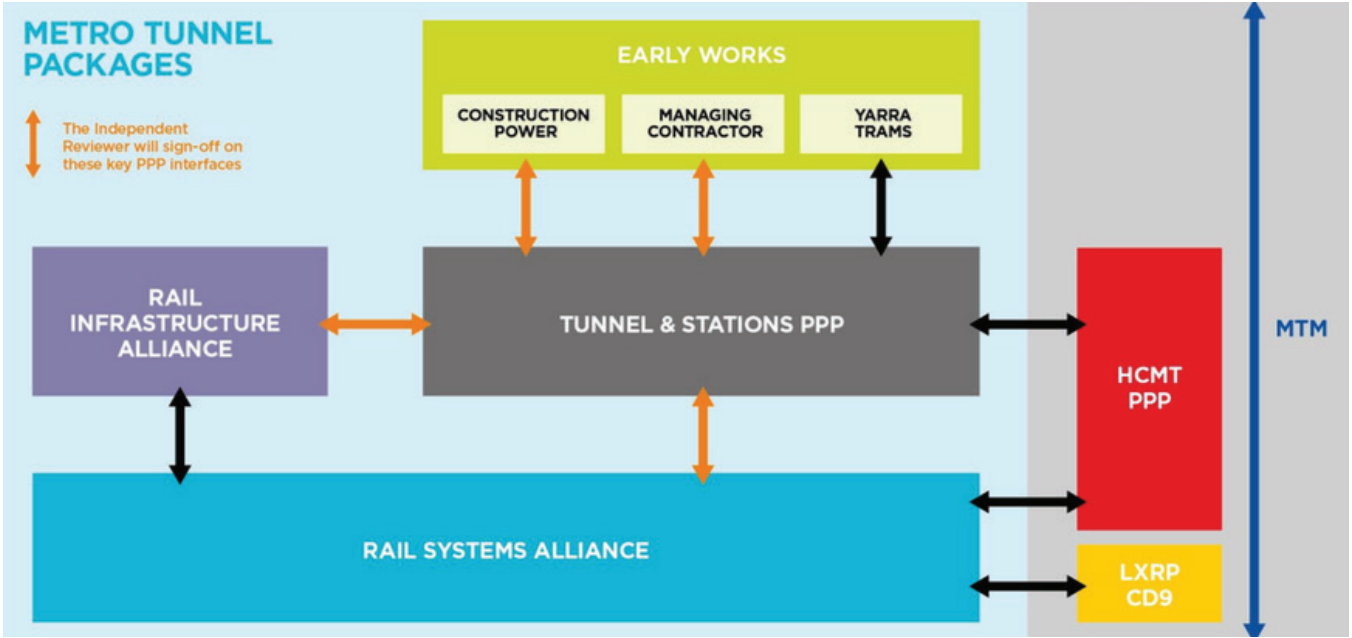 METRO TUNNEL
PACKAGES
The Independent
Reviewer will sign-off on
these key PPP interfaces
EARLY WORKS
CONSTRUCTION
POWER
MANAGING
CONTRACTOR
YARRA
TRAMS
RAIL
INFRASTRUCTURE
ALLIANCE
TUNNEL & STATIONS PPP
HCMT
PPP
MTM
RAIL SYSTEMS ALLIANCE
LXRP
CD9